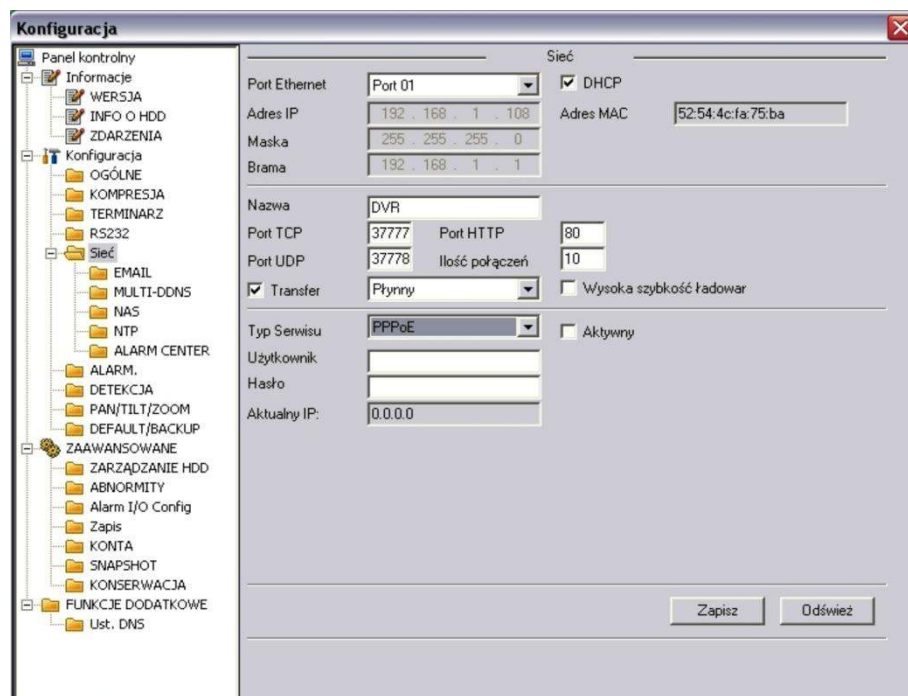 Konfiguracja
Panel kontrolny
Informacje
WERSJA
INFO O HDD
ZDARZENIA
Konfiguracja
OGÓLNE
KOMPRESJA
TERMINARZ
RS232
Sieć
EMAIL
MULTI-DDNS
NAS
NTP
ALARM CENTER
ALARM.
DETEKCJA
PAN/TILT/ZOOM
DEFAULT/BACKUP
ZAAWANSOWANE
ZARZĄDZANIE HDD
ABNORMITY
Alarm I/O Config
Zapis
KONTA
SNAPSHOT
KONSERWACJA
FUNKCJE DODATKOWE
Ust. DNS
Sieć
Port Ethernet Port 01 DHCP
Adres IP 192 . 168 . 1 . 108 Adres MAC 52:54:4c:fa:75:ba
Maska 255 . 255 . 255 . 0
Brama 192 . 168 . 1 . 1
Nazwa DVR
Port TCP 37777 Port HTTP 80
Port UDP 37778 Ilość połączeń 10
Transfer Płynny Wysoka szybkość ładowar
Typ Serwisu PPPoE Aktywny
Użytkownik
Hasło
Aktualny IP: 0.0.0.0
Zapisz Odśwież